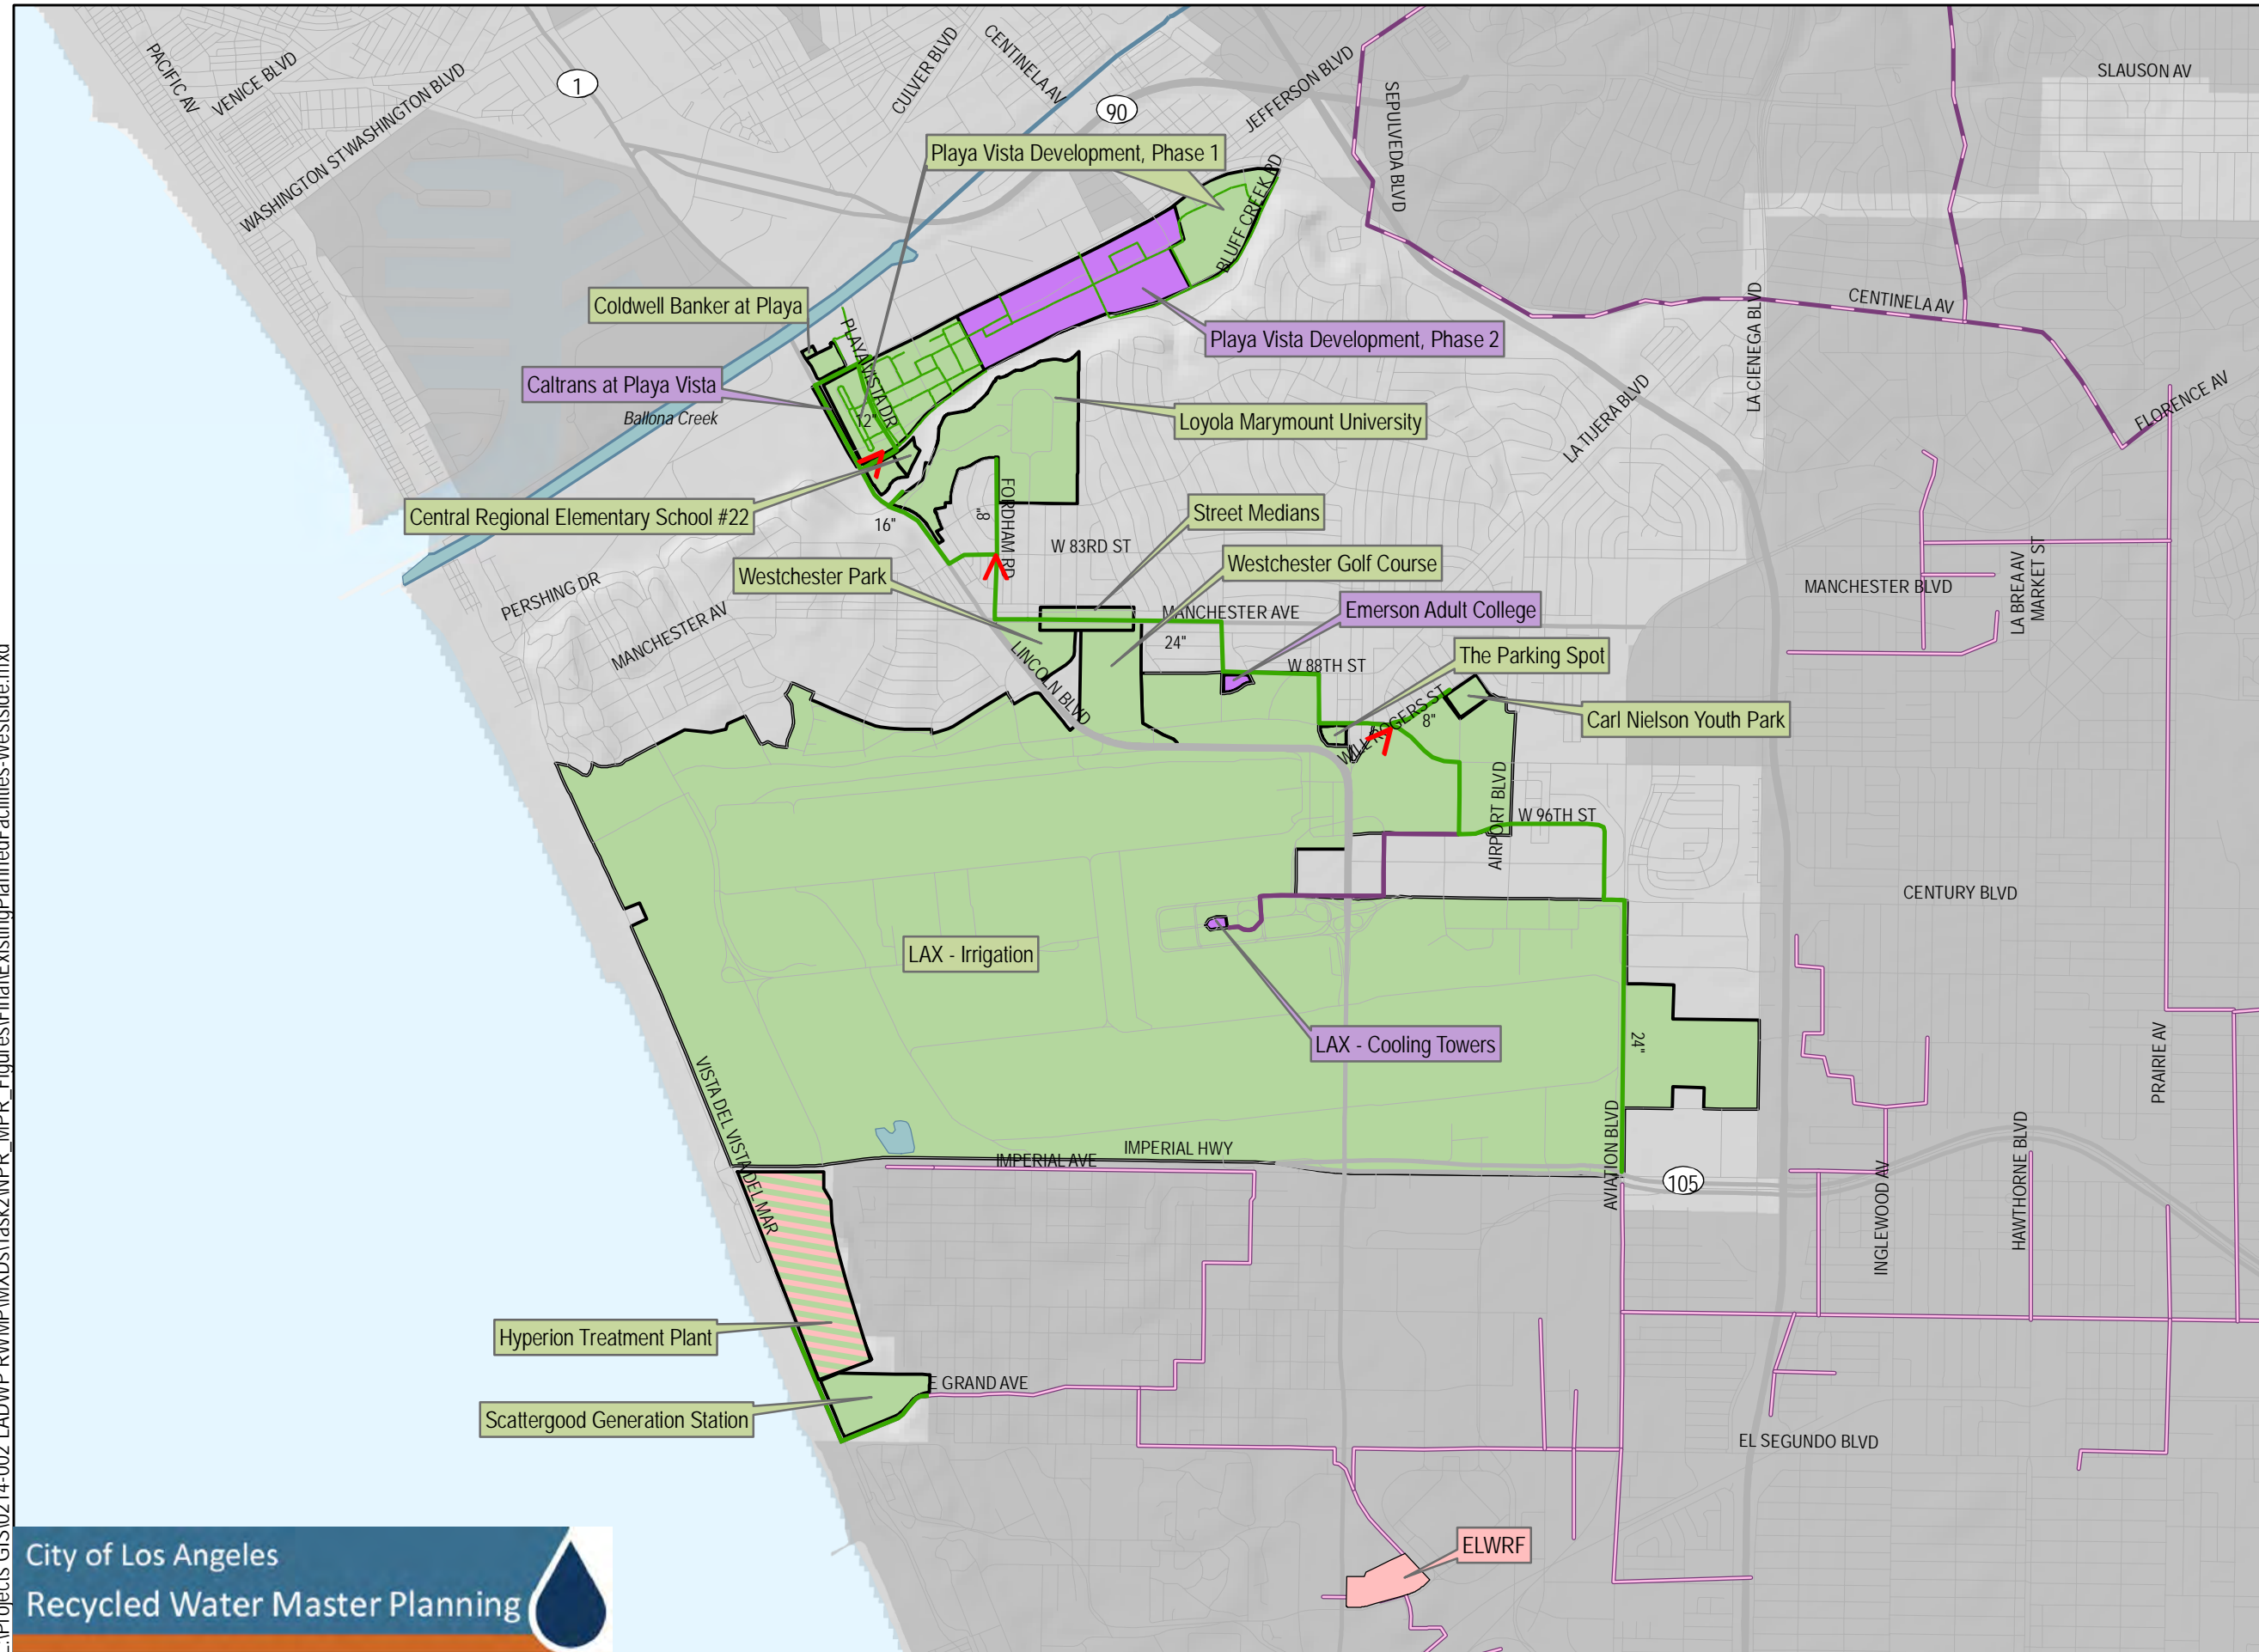 PACIFIC AV
VENICE BLVD
WASHINGTON ST
WASHINGTON BLVD
1
CULVER BLVD
CENTINELA AV
90
JEFFERSON BLVD
SEPULVEDA BLVD
SLAUSON AV
Playa Vista Development, Phase 1
BLUFF CREEK RD
Coldwell Banker at Playa
PLAYA VISTA DR
Playa Vista Development, Phase 2
CENTINELA AV
LA CIENEGA BLVD
Caltrans at Playa Vista
Ballona Creek
12"
Loyola Marymount University
LA TIJERA BLVD
FLORENCE AV
Central Regional Elementary School #22
16"
8"
FORDHAM RD
Street Medians
W 83RD ST
Westchester Golf Course
Westchester Park
PERSHING DR
MANCHESTER AV
MANCHESTER AVE
Emerson Adult College
MANCHESTER BLVD
LA BREA AV
MARKET ST
24"
LINCOLN BLVD
W 88TH ST
The Parking Spot
WILL ROGERS ST
8"
Carl Nielson Youth Park
AIRPORT BLVD
W 96TH ST
CENTURY BLVD
LAX - Irrigation
LAX - Cooling Towers
24"
PRAIRIE AV
VISTA DEL MAR
VISTA DEL MAR
IMPERIAL HWY
IMPERIAL AVE
AVIATION BLVD
105
INGLEWOOD AV
HAWTHORNE BLVD
Hyperion Treatment Plant
E GRAND AVE
Scattergood Generation Station
EL SEGUNDO BLVD
ELWRF
City of Los Angeles
Recycled Water Master Planning